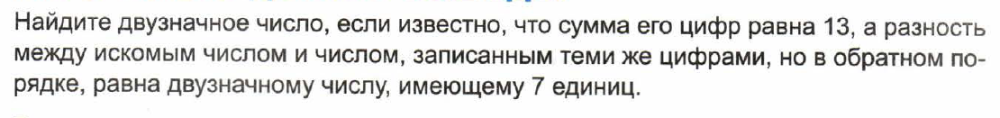 Найдите двузначное число, если известно, что сумма его цифр равна 13, а разность
между искомым числом и числом, записанным теми же цифрами, но в обратном по-
рядке, равна двузначному числу, имеющему 7 единиц.